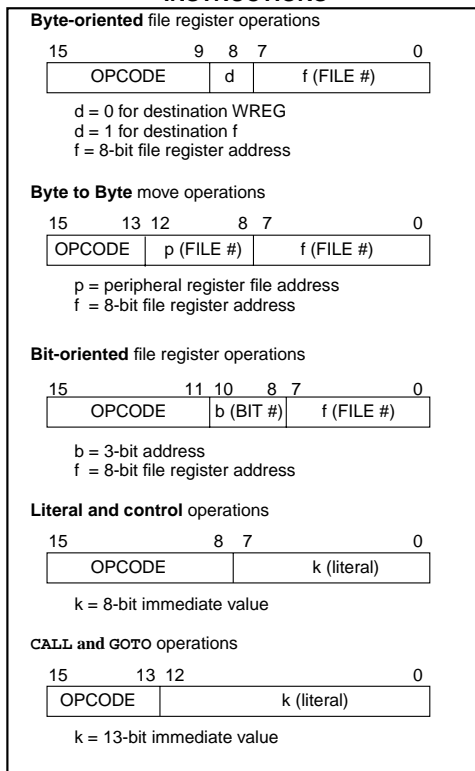 INSTRUCTIONS
Byte-oriented file register operations
15 9 8 7 0
OPCODE d f (FILE #)
d = 0 for destination WREG
d = 1 for destination f
f = 8-bit file register address
Byte to Byte move operations
15 13 12 8 7 0
OPCODE p (FILE #) f (FILE #)
p = peripheral register file address
f = 8-bit file register address
Bit-oriented file register operations
15 11 10 8 7 0
OPCODE b (BIT #) f (FILE #)
b = 3-bit address
f = 8-bit file register address
Literal and control operations
15 8 7 0
OPCODE k (literal)
k = 8-bit immediate value
CALL and GOTO operations
15 13 12 0
OPCODE k (literal)
k = 13-bit immediate value